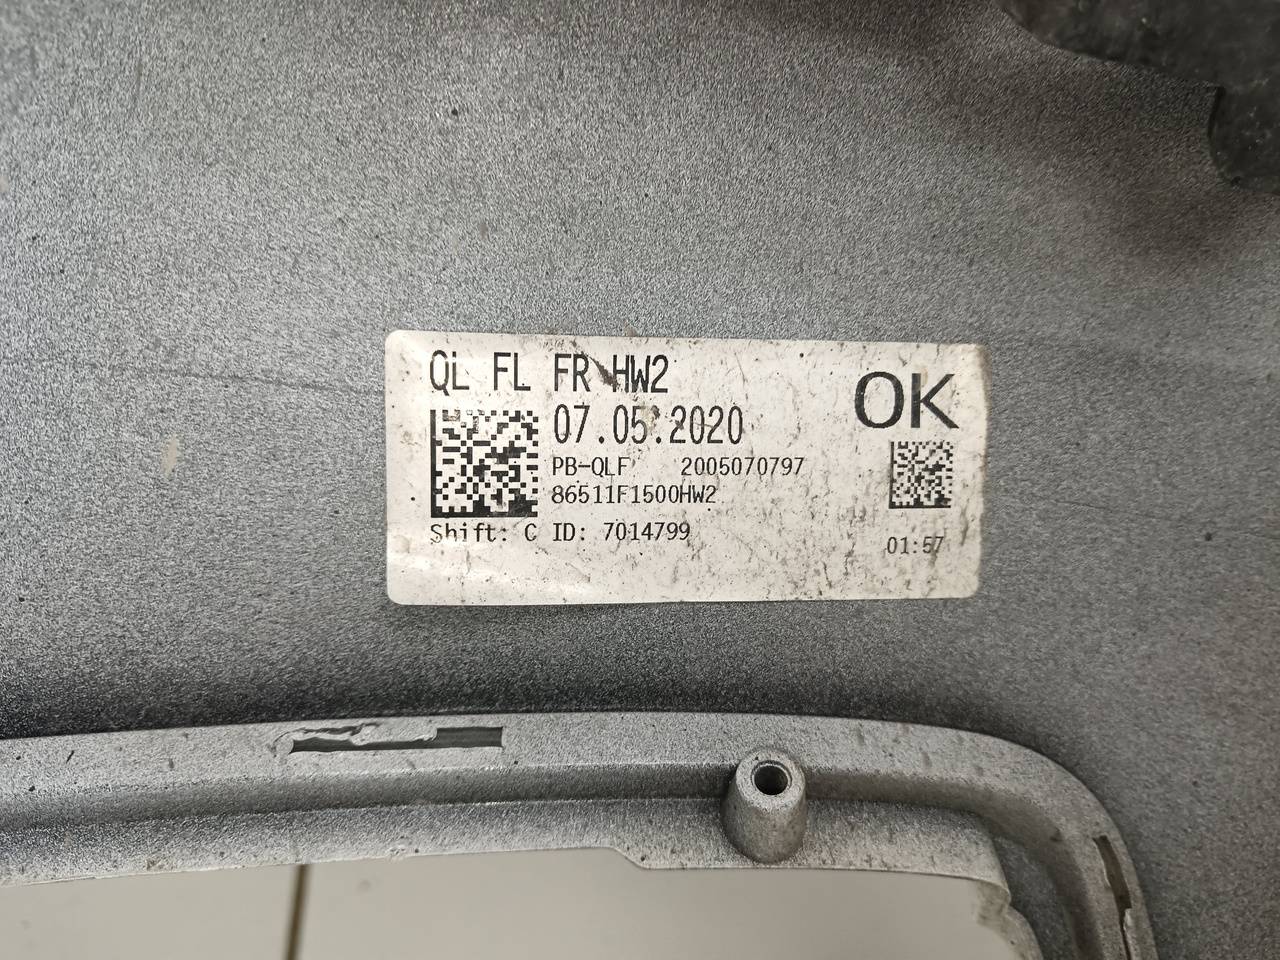 QL FL FR HW2
OK
07.05.2020
PB-QLF 2005070797
86511F1500HW2
Shift: C ID: 7014799
01:57